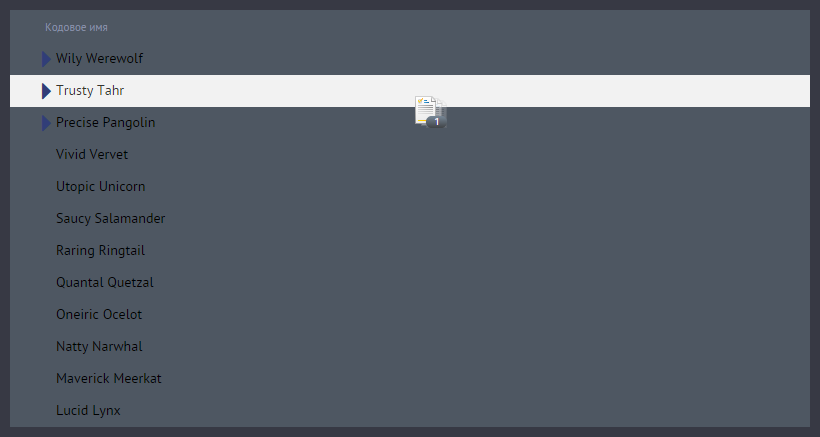 Кодовое имя
Wily Werewolf
Trusty Tahr
1
Precise Pangolin
Vivid Vervet
Utopic Unicorn
Saucy Salamander
Raring Ringtail
Quantal Quetzal
Oneiric Ocelot
Natty Narwhal
Maverick Meerkat
Lucid Lynx